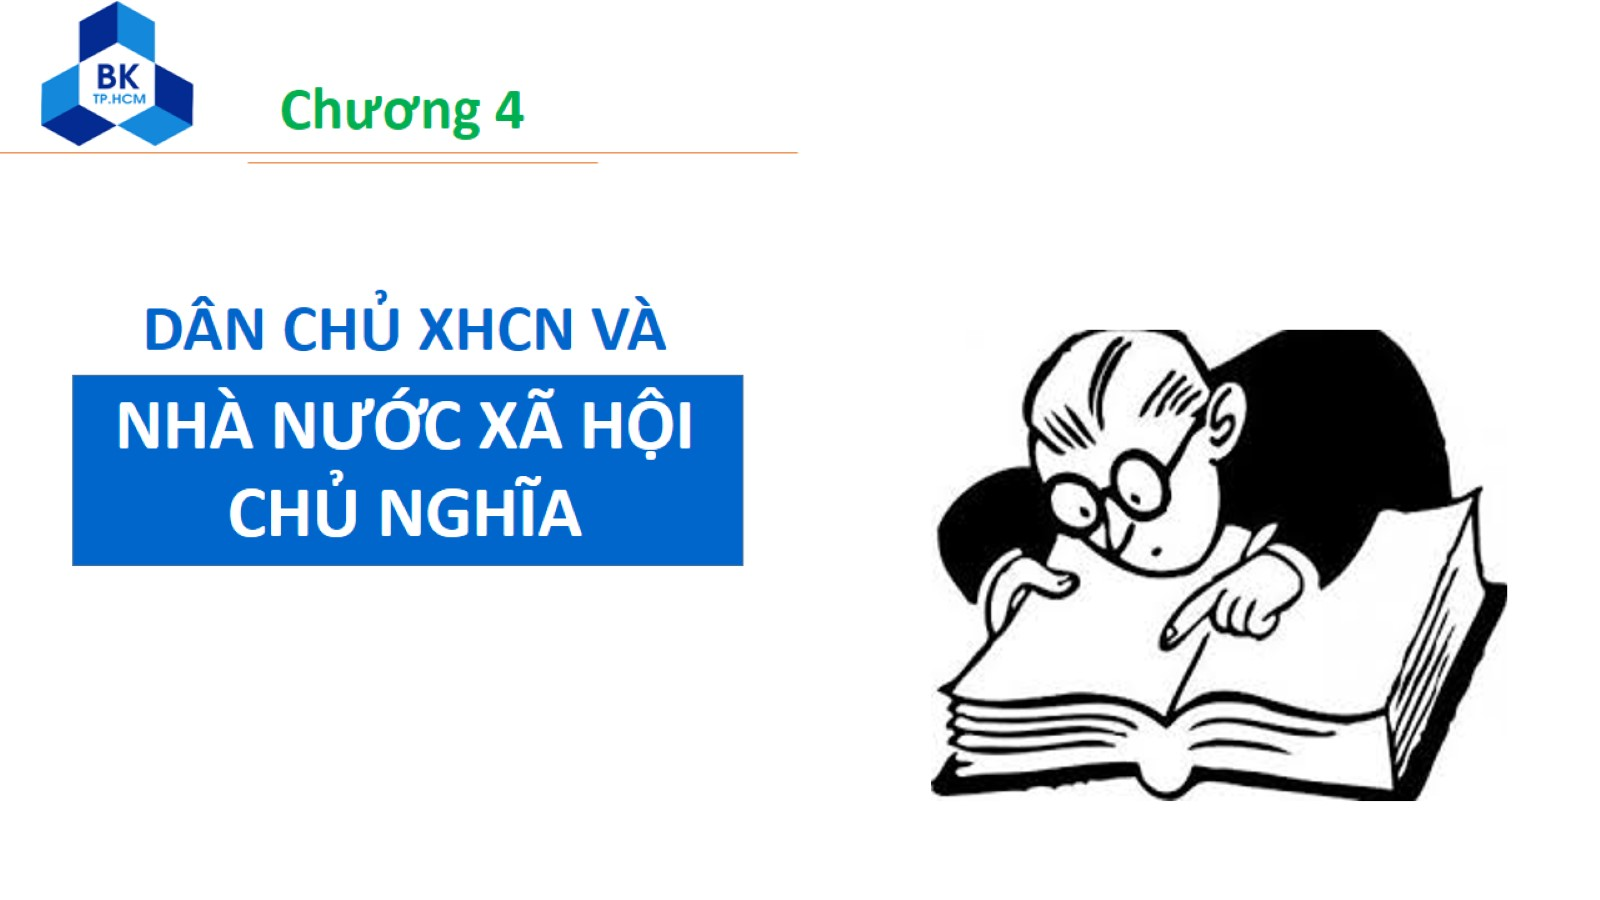 BK
TP.HCM
Chương 4
DÂN CHỦ XHCN VÀ
NHÀ NƯỚC XÃ HỘI
CHỦ NGHĨA